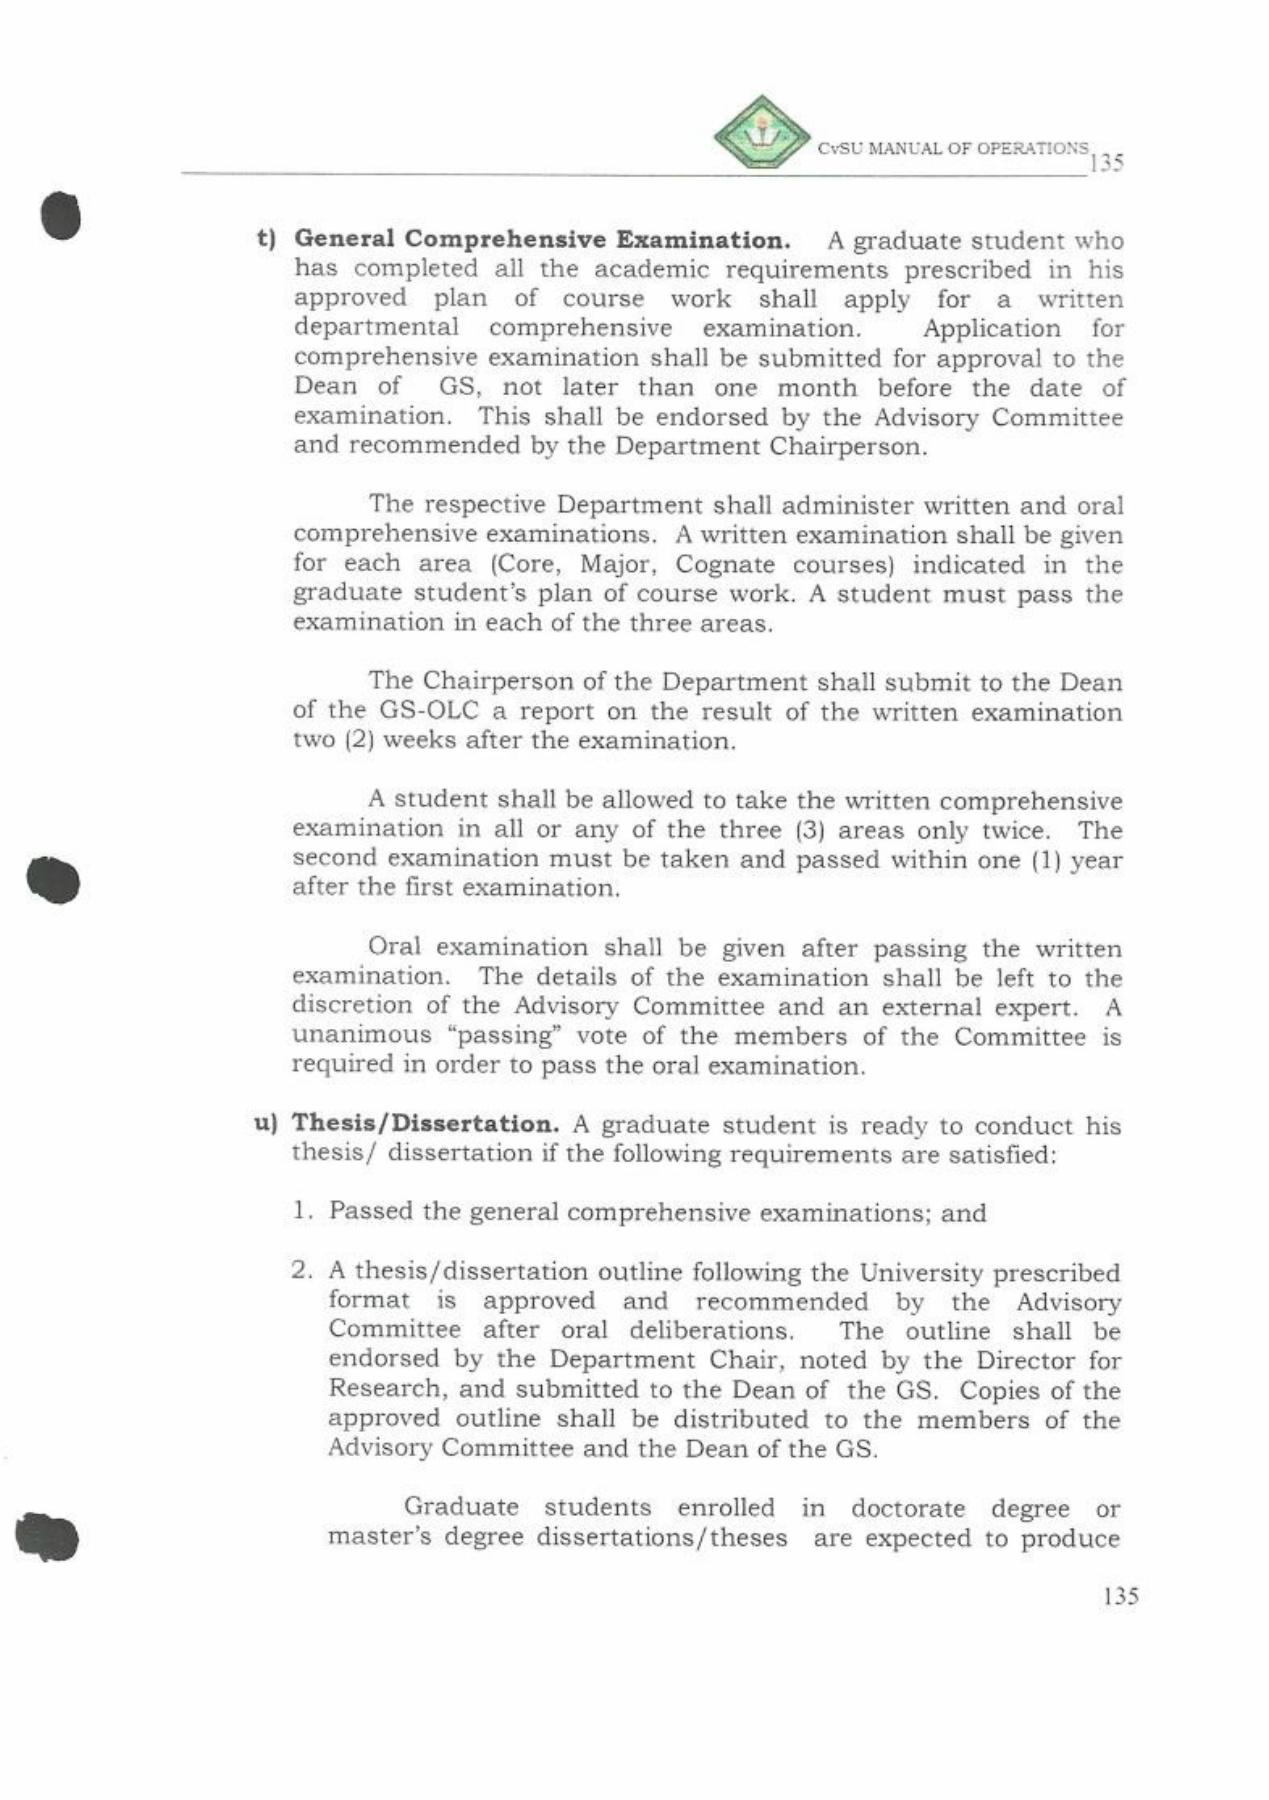 CvSU MANUAL OF OPERATIONS
135
t) General Comprehensive Examination. A graduate student who
has completed all the academic requirements prescribed in his
approved plan of course work shall apply for a written
departmental comprehensive examination. Application for
comprehensive examination shall be submitted for approval to the
Dean of GS, not later than one month before the date of
examination. This shall be endorsed by the Advisory Committee
and recommended by the Department Chairperson.
The respective Department shall administer written and oral
comprehensive examinations. A written examination shall be given
for each area (Core, Major, Cognate courses) indicated in the
graduate student's plan of course work. A student must pass the
examination in each of the three areas.
The Chairperson of the Department shall submit to the Dean
of the GS-OLC a report on the result of the written examination
two (2) weeks after the examination.
A student shall be allowed to take the written comprehensive
examination in all or any of the three (3) areas only twice. The
second examination must be taken and passed within one (1) year
after the first examination.
Oral examination shall be given after passing the written
examination. The details of the examination shall be left to the
discretion of the Advisory Committee and an external expert. A
unanimous "passing" vote of the members of the Committee is
required in order to pass the oral examination.
u) Thesis/Dissertation. A graduate student is ready to conduct his
thesis/ dissertation if the following requirements are satisfied:
1. Passed the general comprehensive examinations; and
2. A thesis/dissertation outline following the University prescribed
format is approved and recommended by the Advisory
Committee after oral deliberations. The outline shall be
endorsed by the Department Chair, noted by the Director for
Research, and submitted to the Dean of the GS. Copies of the
approved outline shall be distributed to the members of the
Advisory Committee and the Dean of the GS.
Graduate students enrolled in doctorate degree or
master's degree dissertations/theses are expected to produce
135